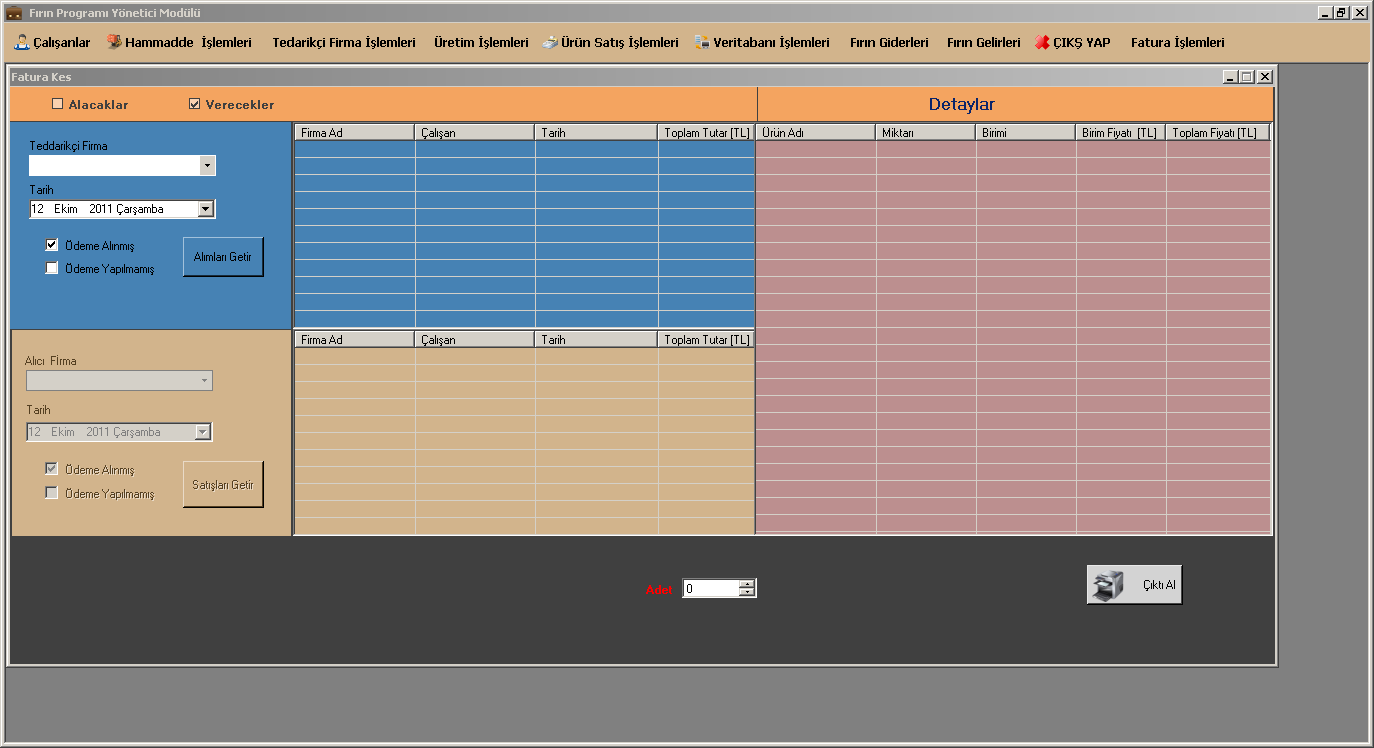 Fırın Programı Yönetici Modülü
Çalışanlar Hammadde İşlemleri Tedarikçi Firma İşlemleri Üretim İşlemleri Ürün Satış İşlemleri Veritabanı İşlemleri Fırın Giderleri Fırın Gelirleri ÇIKŞ YAP Fatura İşlemleri
Fatura Kes
Alacaklar Verecekler Detaylar
Firma Ad Çalışan Tarih Toplam Tutar [TL] Ürün Adı Miktarı Birimi Birim Fiyatı [TL] Toplam Fiyatı [TL]
Teddarikçi Firma
Tarih
12 Ekim 2011 Çarşamba
Ödeme Alınmış
Ödeme Yapılmamış
Alımları Getir
Firma Ad Çalışan Tarih Toplam Tutar [TL]
Alıcı Fİrma
Tarih
12 Ekim 2011 Çarşamba
Ödeme Alınmış
Ödeme Yapılmamış
Satışları Getir
Adet 0
Çıktı Al